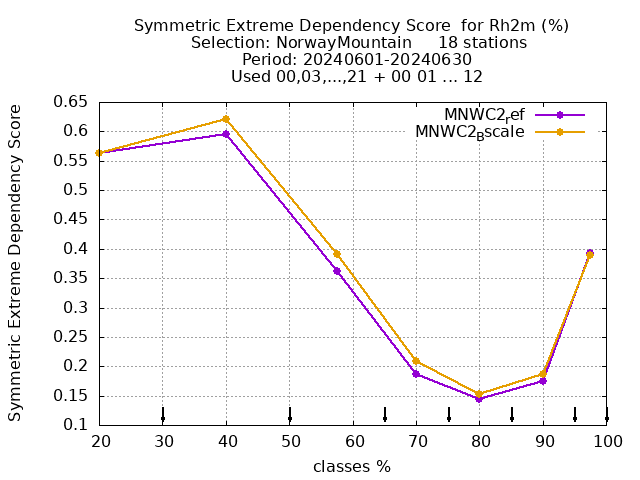 Symmetric Extreme Dependency Score for Rh2m (%)
Selection: NorwayMountain 18 stations
Period: 20240601-20240630
Used 00,03,...,21 + 00 01 ... 12
Symmetric Extreme Dependency Score
0.65
0.6
0.55
0.5
0.45
0.4
0.35
0.3
0.25
0.2
0.15
0.1
MNWC2ref
MNWC2Bscale
20 30 40 50 60 70 80 90 100
classes %